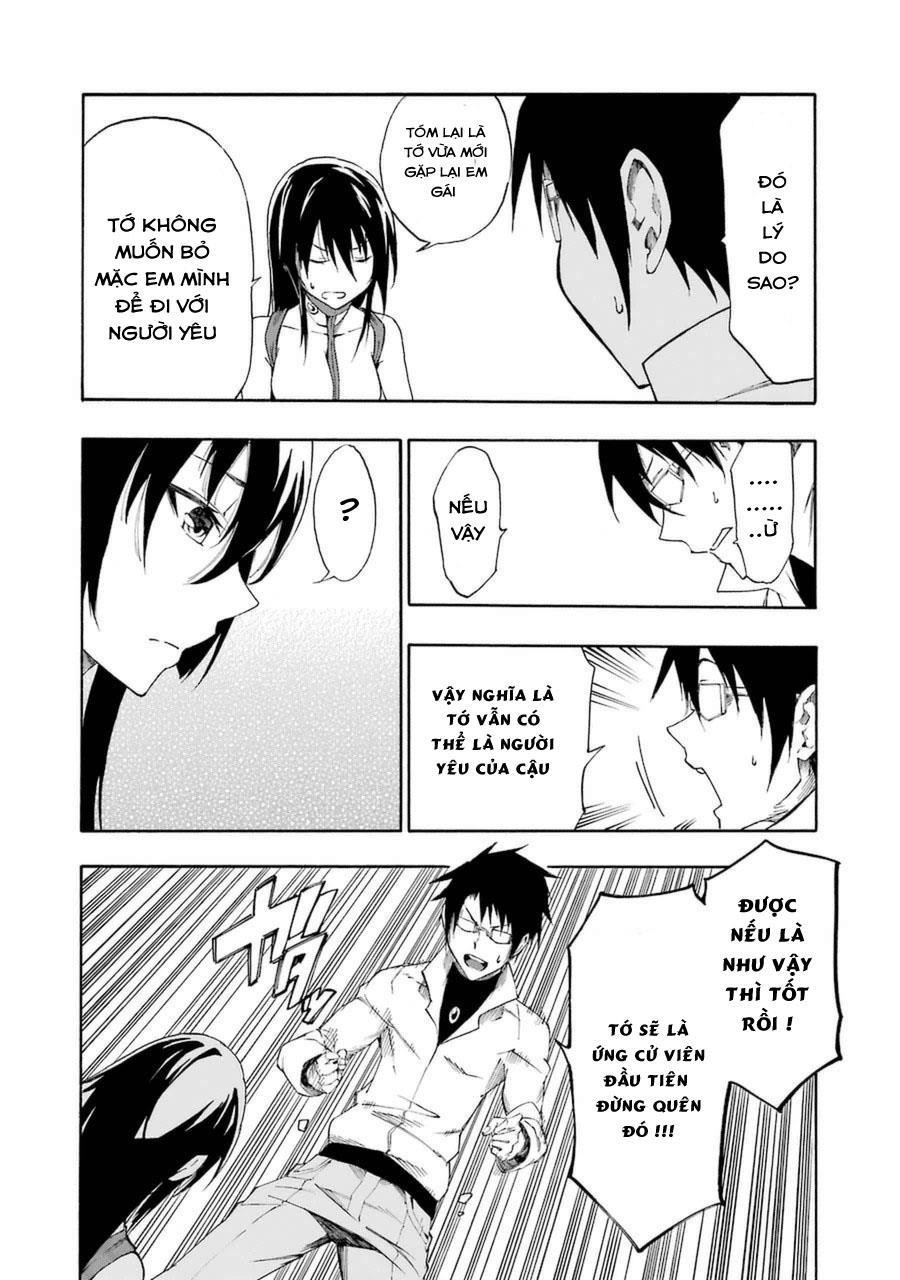 ĐÓ
LÀ
LÝ
DO
SAO?
TÓM LẠI LÀ
TỚ VỪA MỚI
GẶP LẠI EM
GÁI
TỚ KHÔNG
MUỐN BỎ
MẶC EM MÌNH
ĐỂ ĐI VỚI
NGƯỜI YÊU
.....
.....
..Ừ
NẾU
VẬY
?
VẬY NGHĨA LÀ
TỚ VẪN CÓ
THỂ LÀ NGƯỜI
YÊU CỦA CẬU
ĐƯỢC
NẾU LÀ
NHƯ VẬY
THÌ TỐT
RỒI !
TỚ SẼ LÀ
ỨNG CỬ VIÊN
ĐẦU TIÊN
ĐỪNG QUÊN
ĐÓ !!!
ガタッ